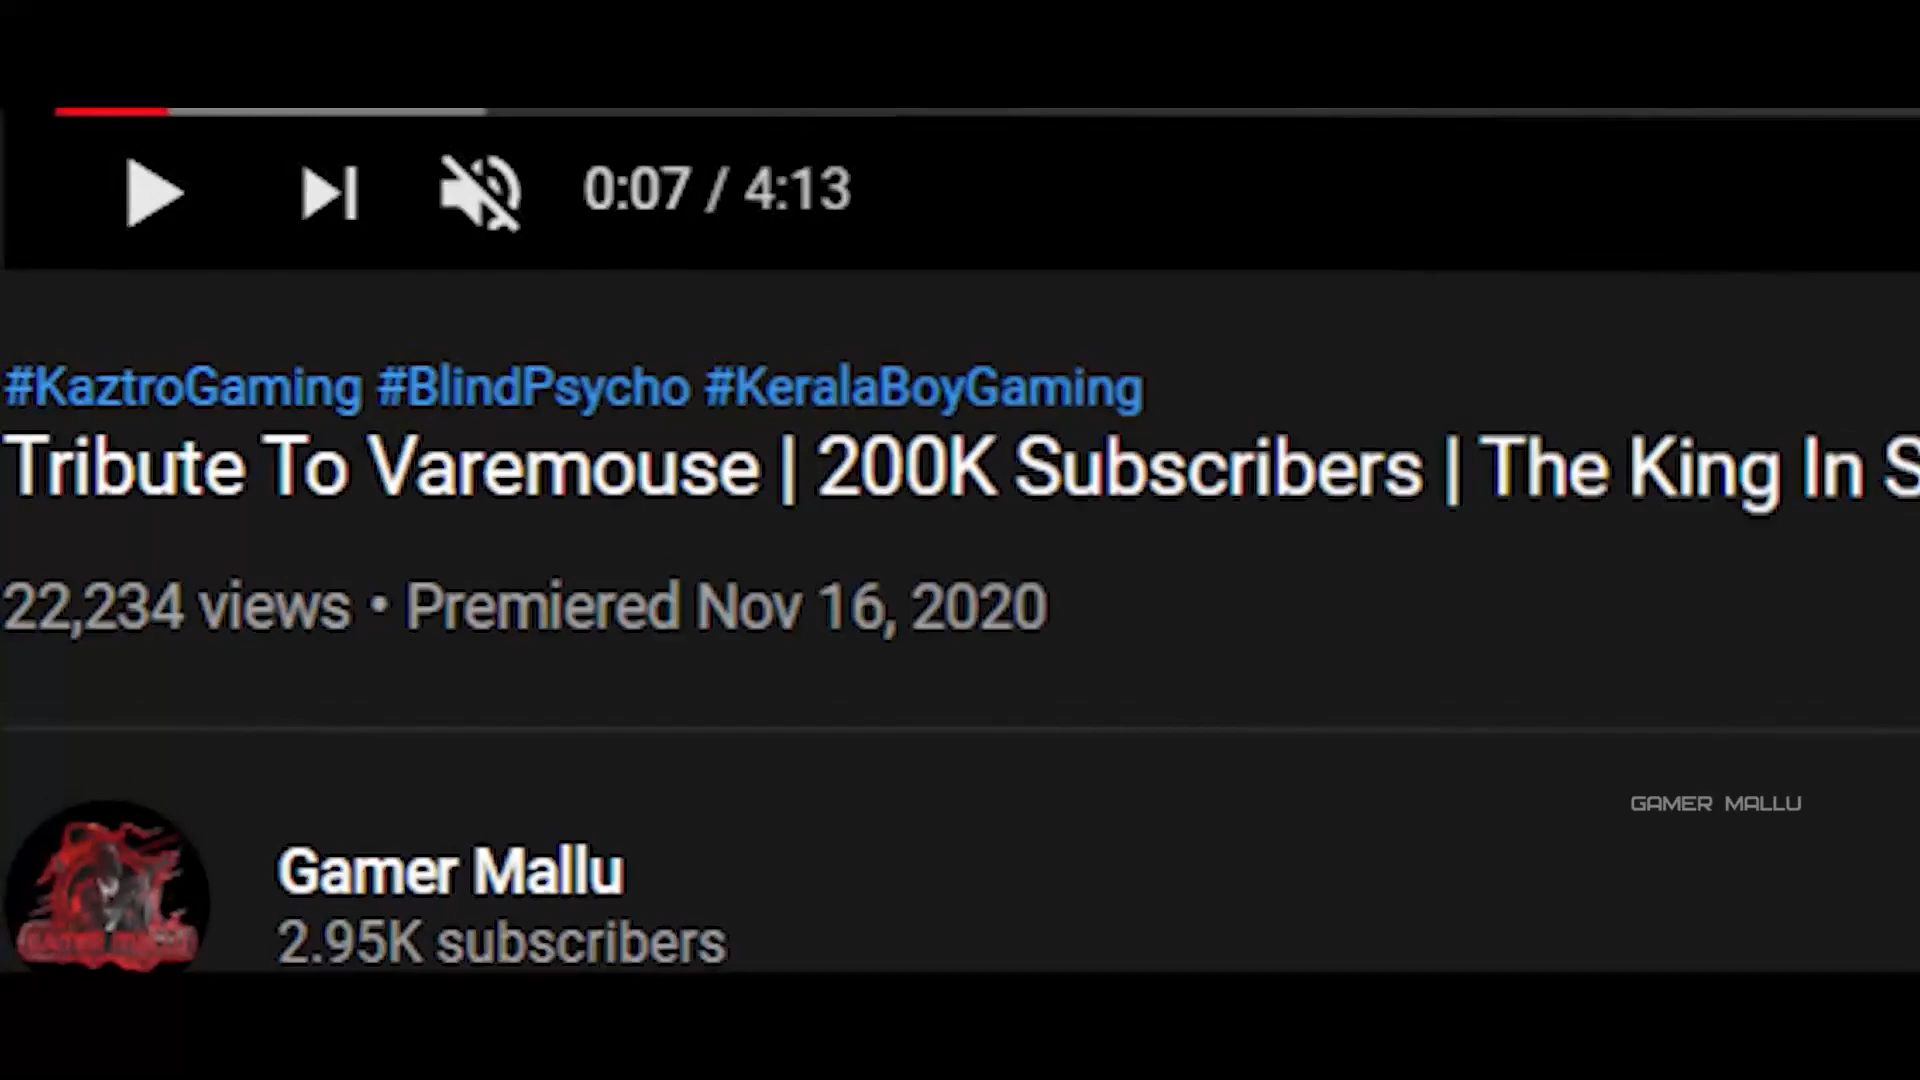 0:07 / 4:13
#KaztroGaming #BlindPsycho #KeralaBoyGaming
Tribute To Varemouse | 200K Subscribers | The King In S
22,234 views • Premiered Nov 16, 2020
GAMER MALLU
Gamer Mallu
2.95K subscribers